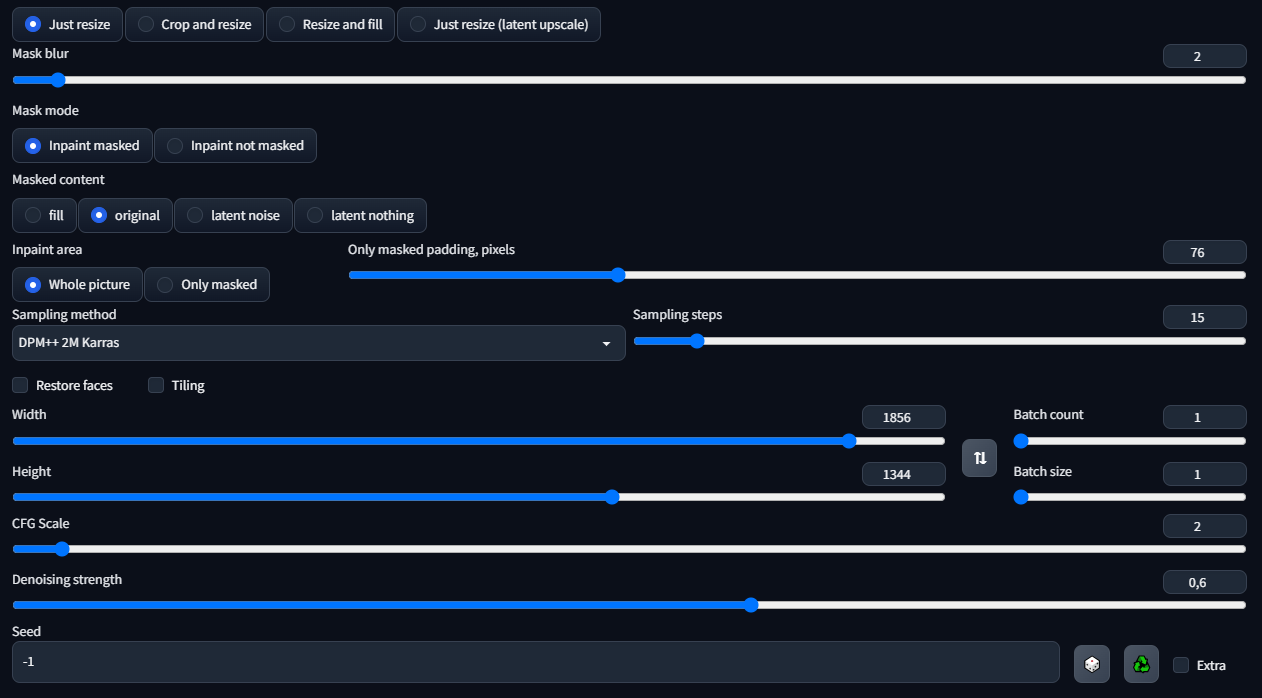 Just resize Crop and resize Resize and fill Just resize (latent upscale)
Mask blur 2
Mask mode
Inpaint masked Inpaint not masked
Masked content
fill original latent noise latent nothing
Inpaint area Only masked padding, pixels 76
Whole picture Only masked
Sampling method Sampling steps 15
DPM++ 2M Karras
Restore faces Tiling
Width 1856 Batch count 1
Height 1344 Batch size 1
CFG Scale 2
Denoising strength 0,6
Seed
-1 Extra